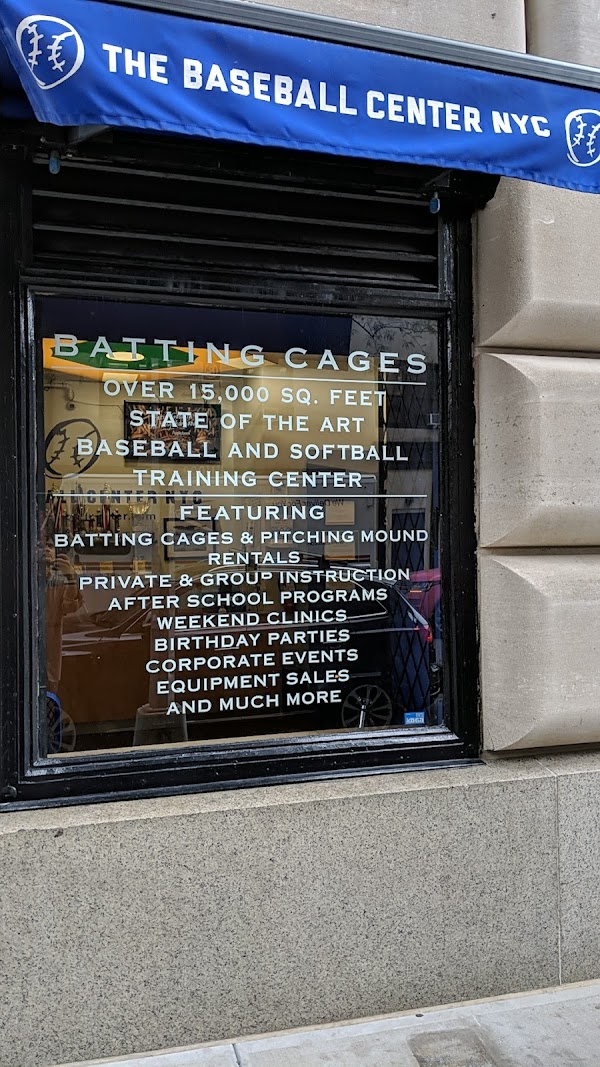 THE BASEBALL CENTER NYC
BATTING CAGES
OVER 15,000 SQ. FEET
STATE OF THE ART
BASEBALL AND SOFTBALL
TRAINING CENTER
FEATURING
BATTING CAGES & PITCHING MOUND
RENTALS
PRIVATE & GROUP INSTRUCTION
AFTER SCHOOL PROGRAMS
WEEKEND CLINICS
BIRTHDAY PARTIES
CORPORATE EVENTS
EQUIPMENT SALES
AND MUCH MORE